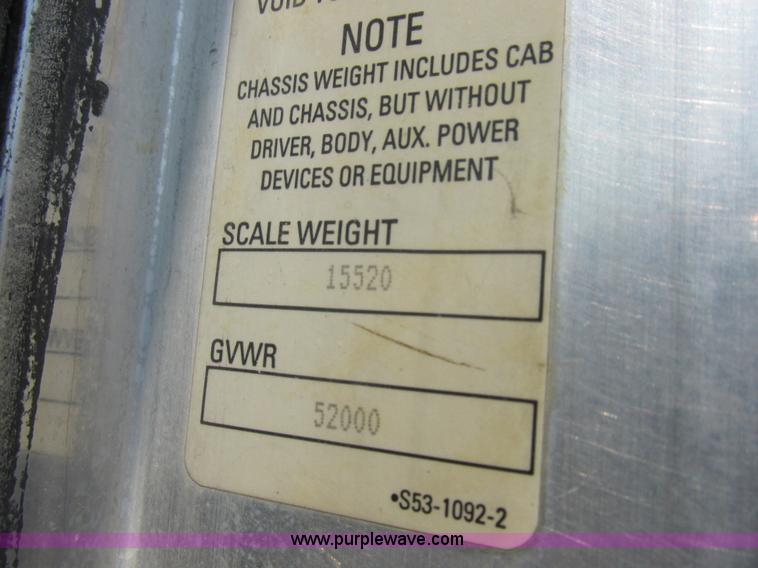 VOID
NOTE
CHASSIS WEIGHT INCLUDES CAB
AND CHASSIS, BUT WITHOUT
DRIVER, BODY, AUX. POWER
DEVICES OR EQUIPMENT
SCALE WEIGHT
15520
GVWR
52000
•S53-1092-2
www.purplewave.com